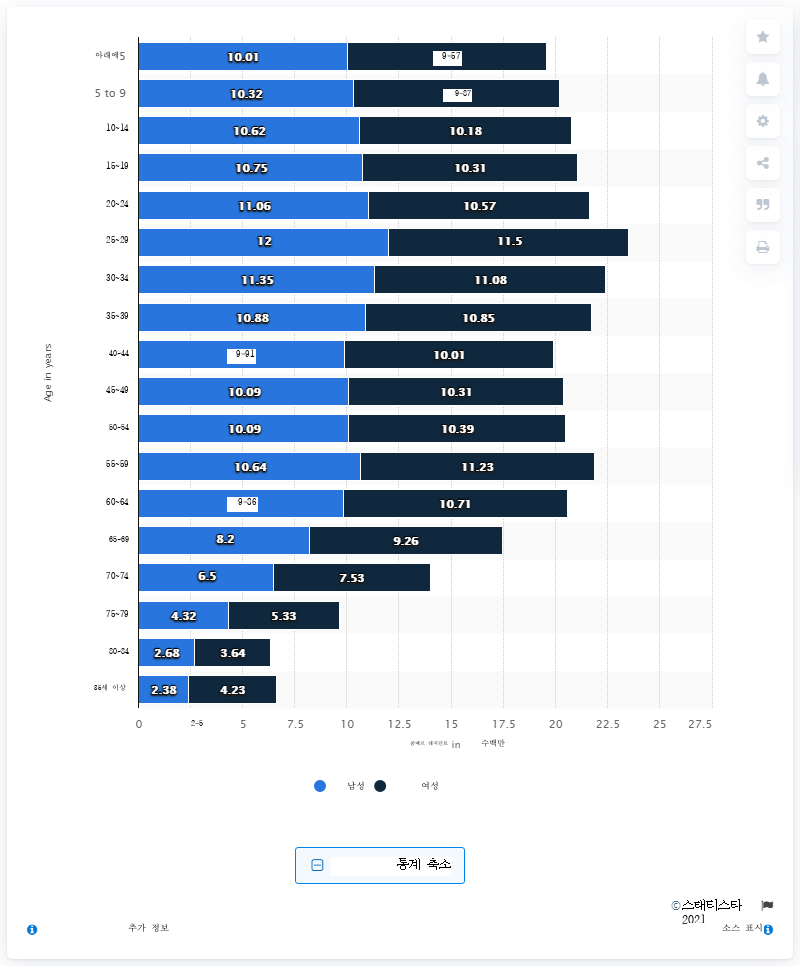 아래에5 10.01 9-57
5 to 9 10.32 9-87
10~14 10.62 10.18
15~19 10.75 10.31
20~24 11.06 10.57
25~29 12 11.5
30~34 11.35 11.08
35~39 10.88 10.85
40-44 9-91 10.01
45~49 10.09 10.31
50-54 10.09 10.39
55~59 10.64 11.23
60~64 9-86 10.71
65-69 8.2 9.26
70~74 6.5 7.53
75~79 4.32 5.33
80-84 2.68 3.64
85세 이상 2.38 4.23
Age in years
0 2-5 5 7.5 10 12.5 15 17.5 20 22.5 25 27.5
in 수백만
남성 여성
통계 축소
©스태티스타
2021
추가 정보 소스 표시